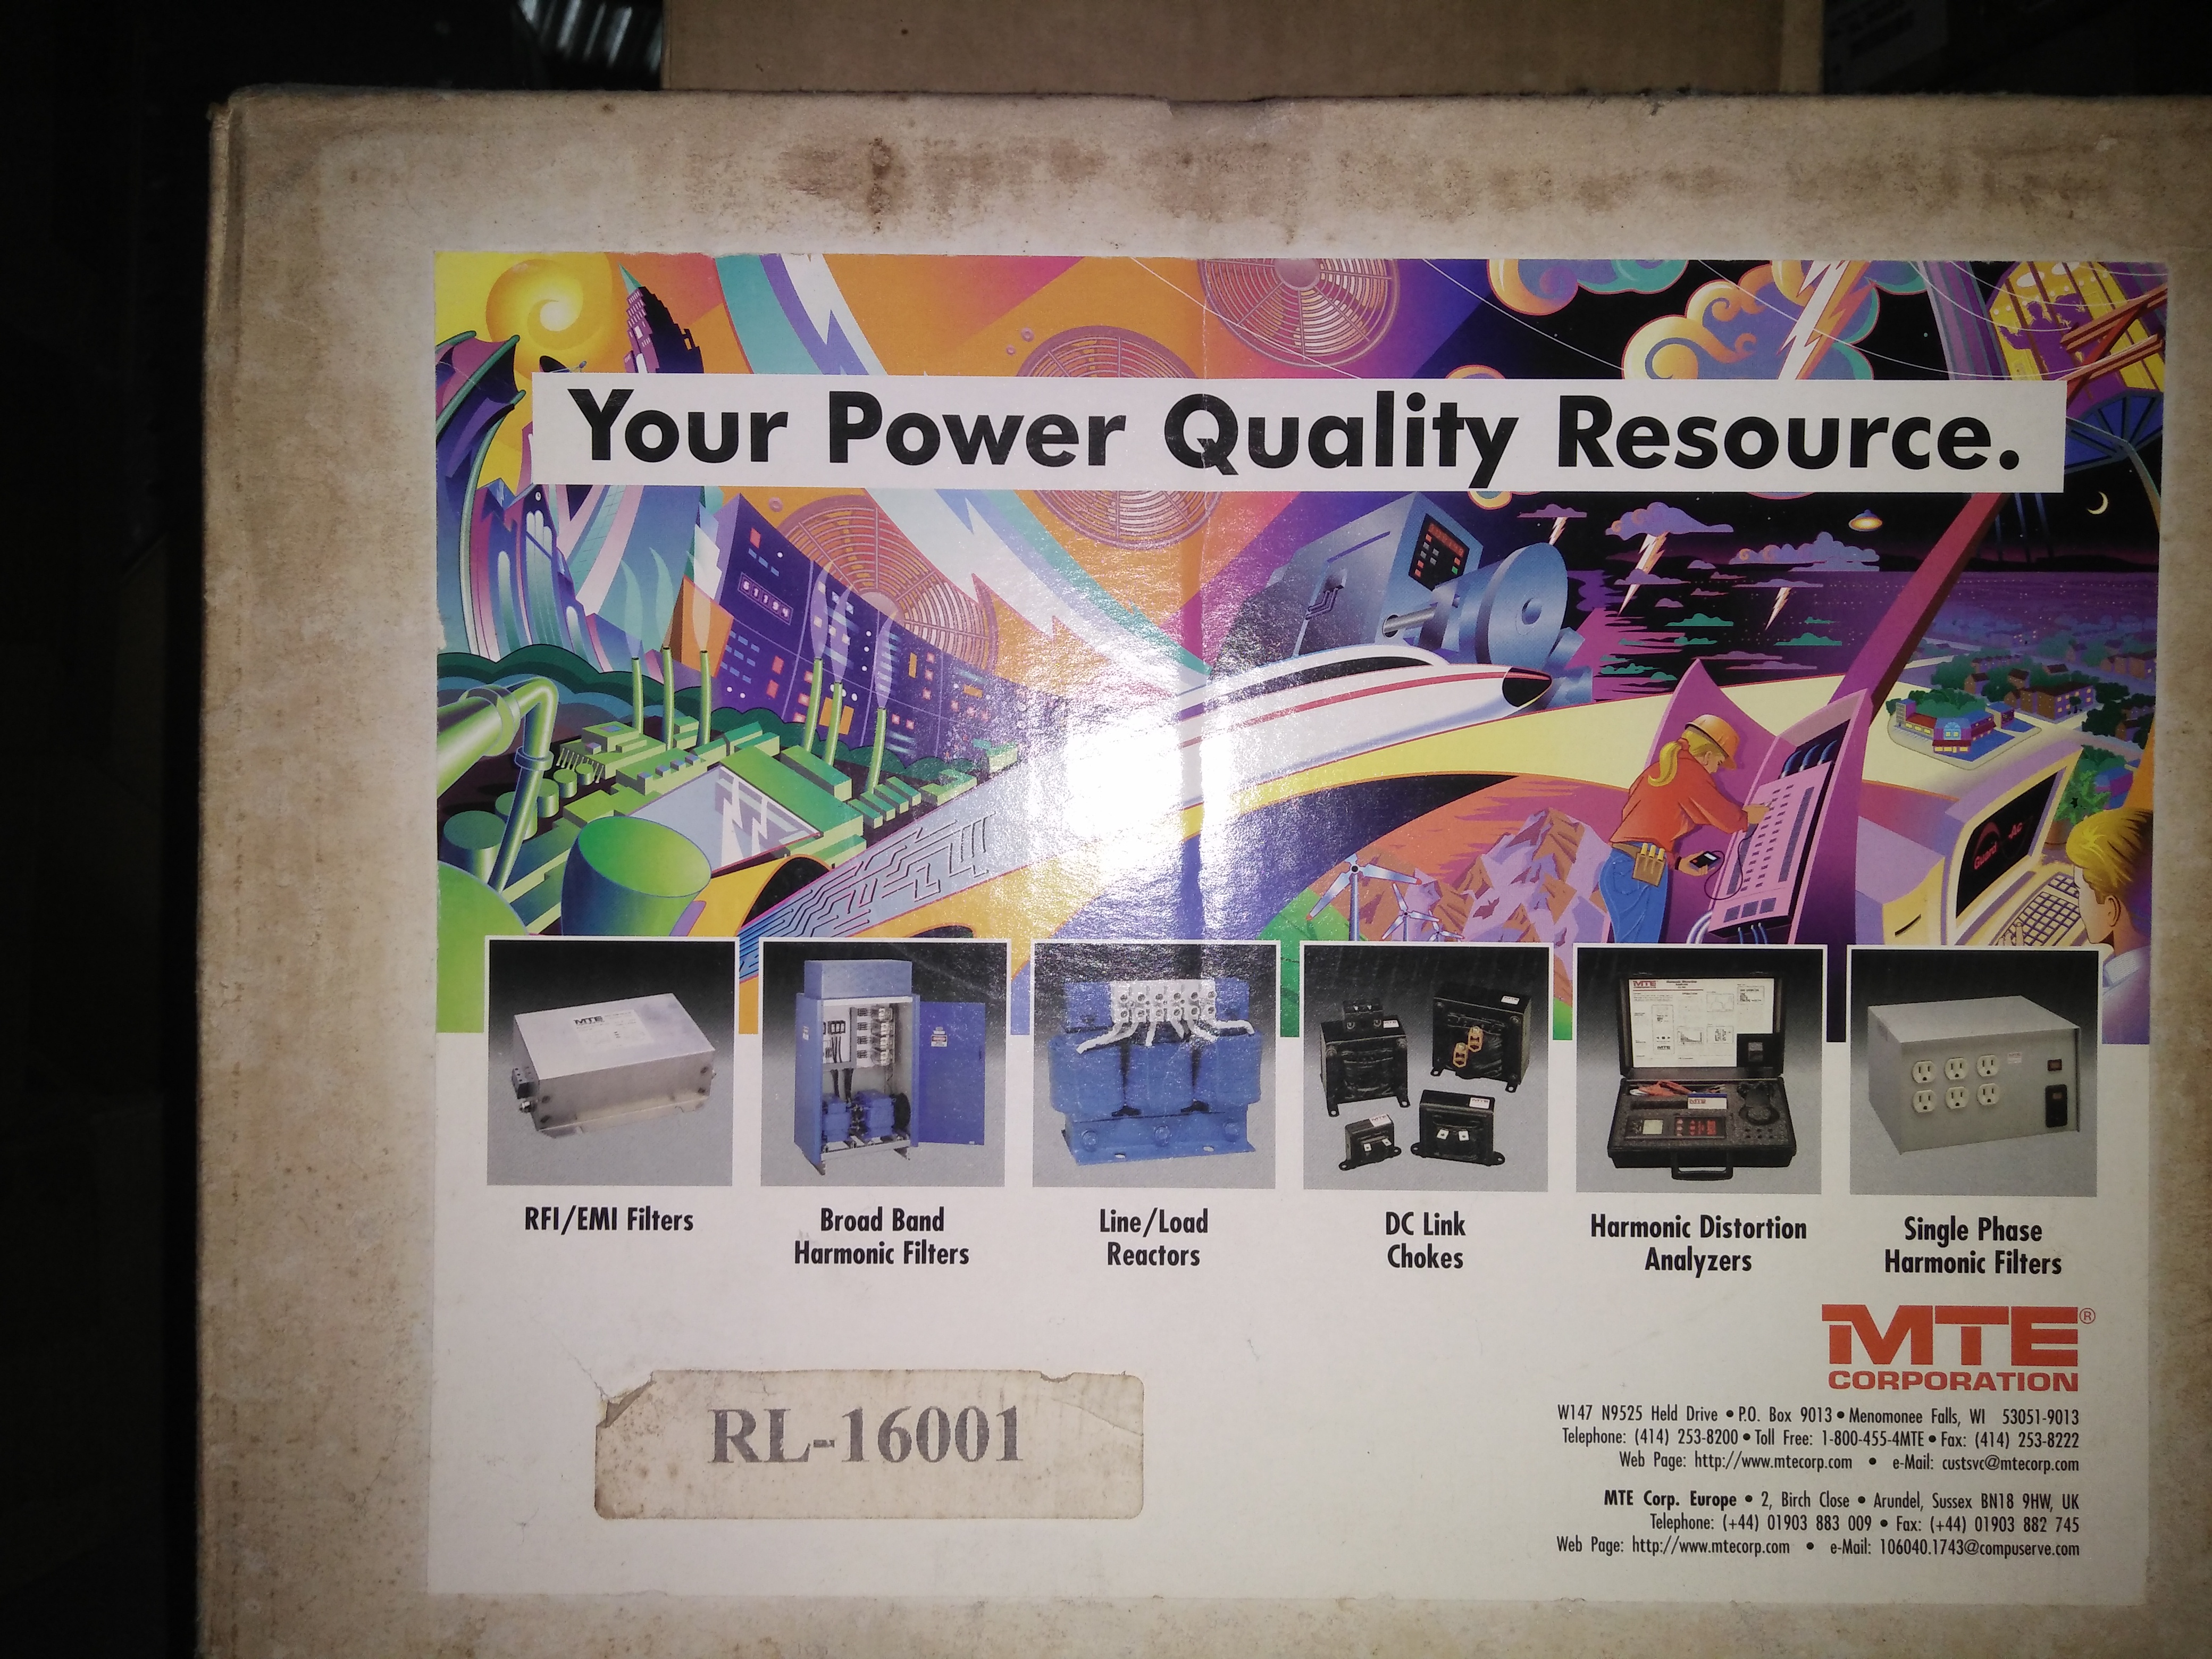 Your Power Quality Resource.
RFI/EMI Filters
Broad Band
Harmonic Filters
Line/Load
Reactors
DC Link
Chokes
Harmonic Distortion
Analyzers
Single Phase
Harmonic Filters
MTE®
CORPORATION
RL-16001
W147 N9525 Held Drive • P.O. Box 9013 • Menomonee Falls, WI 53051-9013
Telephone: (414) 253-8200 • Toll Free: 1-800-455-4MTE • Fax: (414) 253-8222
Web Page: http://www.mtecorp.com • e-Mail: custsvc@mtecorp.com
MTE Corp. Europe • 2, Birch Close • Arundel, Sussex BN18 9HW, UK
Telephone: (+44) 01903 883 009 • Fax: (+44) 01903 882 745
Web Page: http://www.mtecorp.com • e-Mail: 106040.1743@compuserve.com